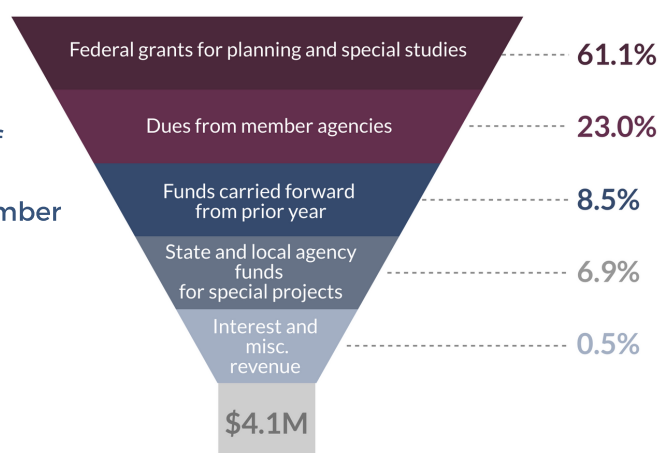 Federal grants for planning and special studies
61.1%
Dues from member agencies
23.0%
Funds carried forward
from prior year
8.5%
State and local agency
funds
for special projects
6.9%
Interest and
misc.
revenue
0.5%
$4.1M